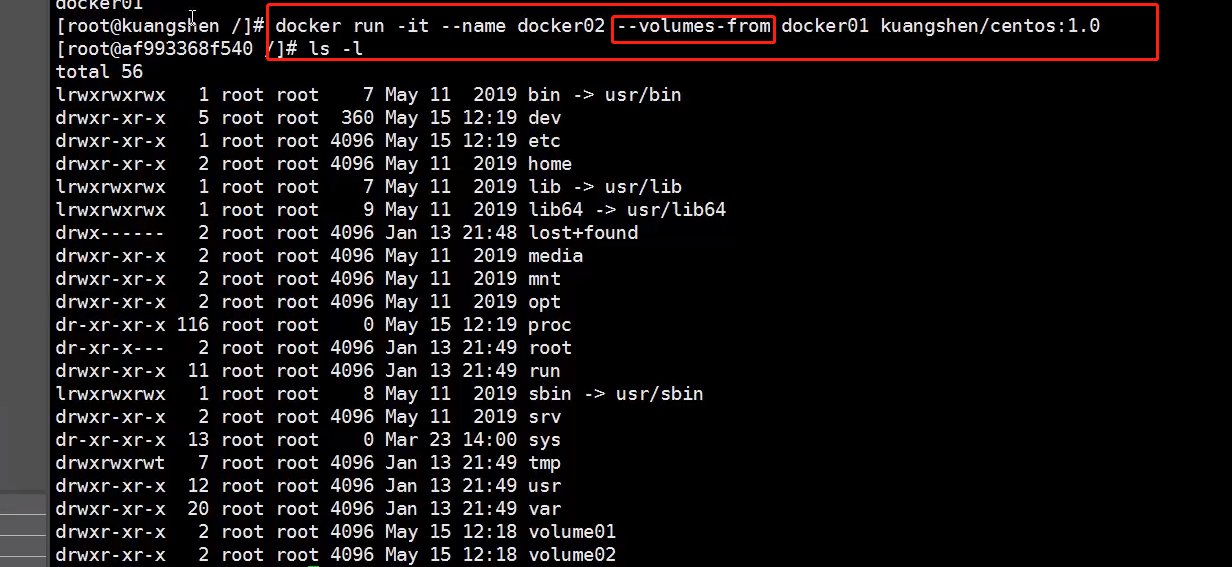 docker01
[root@kuangshen /]# docker run -it --name docker02 --volumes-from docker01 kuangshen/centos:1.0
[root@af993368f540 /]# ls -l
total 56
lrwxrwxrwx   1 root root    7 May 11  2019 bin -> usr/bin
drwxr-xr-x   5 root root  360 May 15 12:19 dev
drwxr-xr-x   1 root root 4096 May 15 12:19 etc
drwxr-xr-x   2 root root 4096 May 11  2019 home
lrwxrwxrwx   1 root root    7 May 11  2019 lib -> usr/lib
lrwxrwxrwx   1 root root    9 May 11  2019 lib64 -> usr/lib64
drwx------   2 root root 4096 Jan 13 21:48 lost+found
drwxr-xr-x   2 root root 4096 May 11  2019 media
drwxr-xr-x   2 root root 4096 May 11  2019 mnt
drwxr-xr-x   2 root root 4096 May 11  2019 opt
dr-xr-xr-x 116 root root    0 May 15 12:19 proc
dr-xr-x---   2 root root 4096 Jan 13 21:49 root
drwxr-xr-x  11 root root 4096 Jan 13 21:49 run
lrwxrwxrwx   1 root root    8 May 11  2019 sbin -> usr/sbin
drwxr-xr-x   2 root root 4096 May 11  2019 srv
dr-xr-xr-x  13 root root    0 Mar 23 14:00 sys
drwxrwxrwt   7 root root 4096 Jan 13 21:49 tmp
drwxr-xr-x  12 root root 4096 Jan 13 21:49 usr
drwxr-xr-x  20 root root 4096 Jan 13 21:49 var
drwxr-xr-x   2 root root 4096 May 15 12:18 volume01
drwxr-xr-x   2 root root 4096 May 15 12:18 volume02